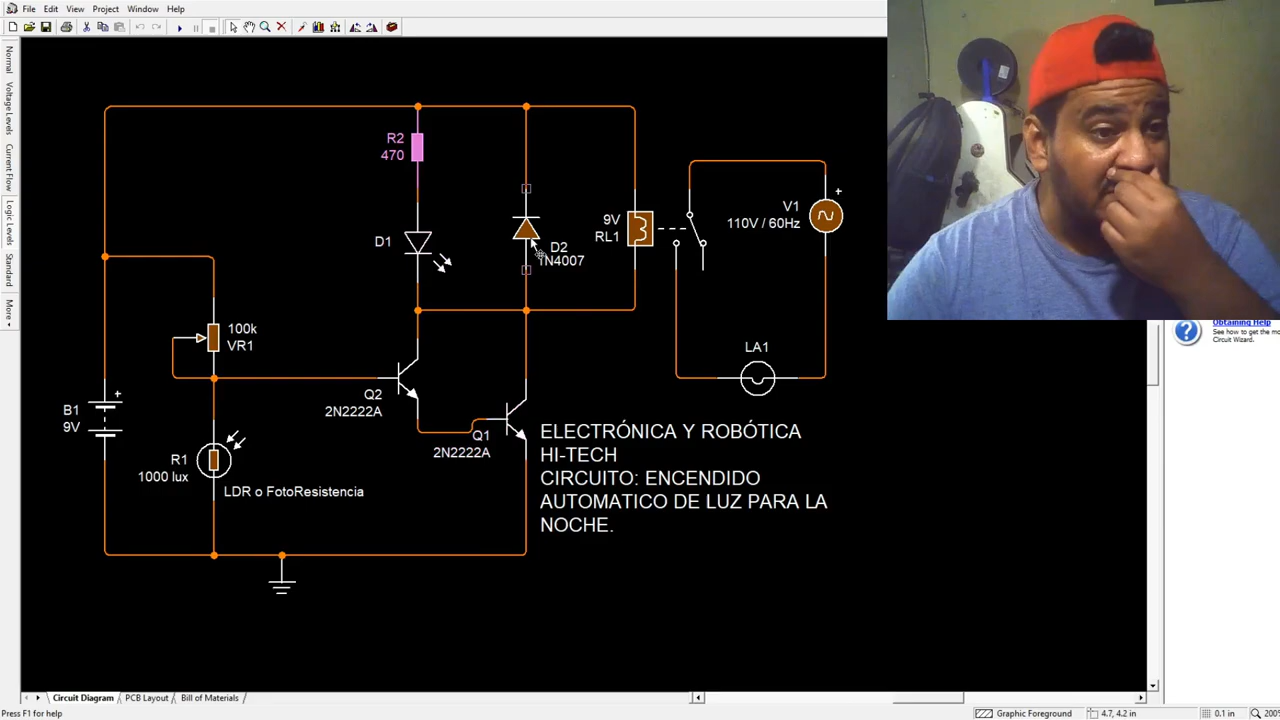 File Edit View Project Window Help
Normal
Voltage Levels
Current Flow
Logic Levels
Standard
More
R2
470
D1
D2
1N4007
9V
RL1
V1
110V / 60Hz
+
100k
VR1
LA1
B1
9V
+
Q2
2N2222A
Q1
2N2222A
R1
1000 lux
LDR o FotoResistencia
ELECTRÓNICA Y ROBÓTICA
HI-TECH
CIRCUITO: ENCENDIDO
AUTOMATICO DE LUZ PARA LA
NOCHE.
Obtaining Help
See how to get the mo
Circuit Wizard.
Circuit Diagram PCB Layout Bill of Materials
Press F1 for help
Graphic Foreground 4.7, 4.2 in 0.1 in 200%